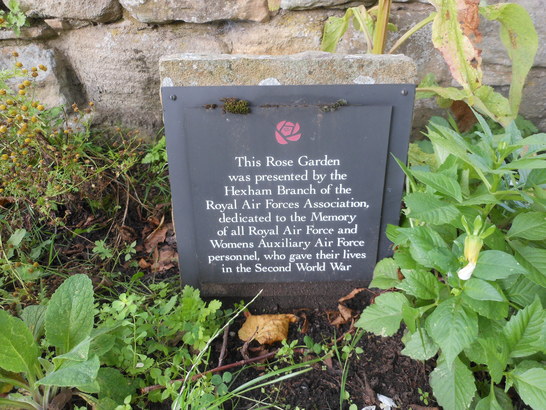 This Rose Garden
was presented by the
Hexham Branch of the
Royal Air Forces Association,
dedicated to the Memory
of all Royal Air Force and
Womens Auxiliary Air Force
personnel, who gave their lives
in the Second World War